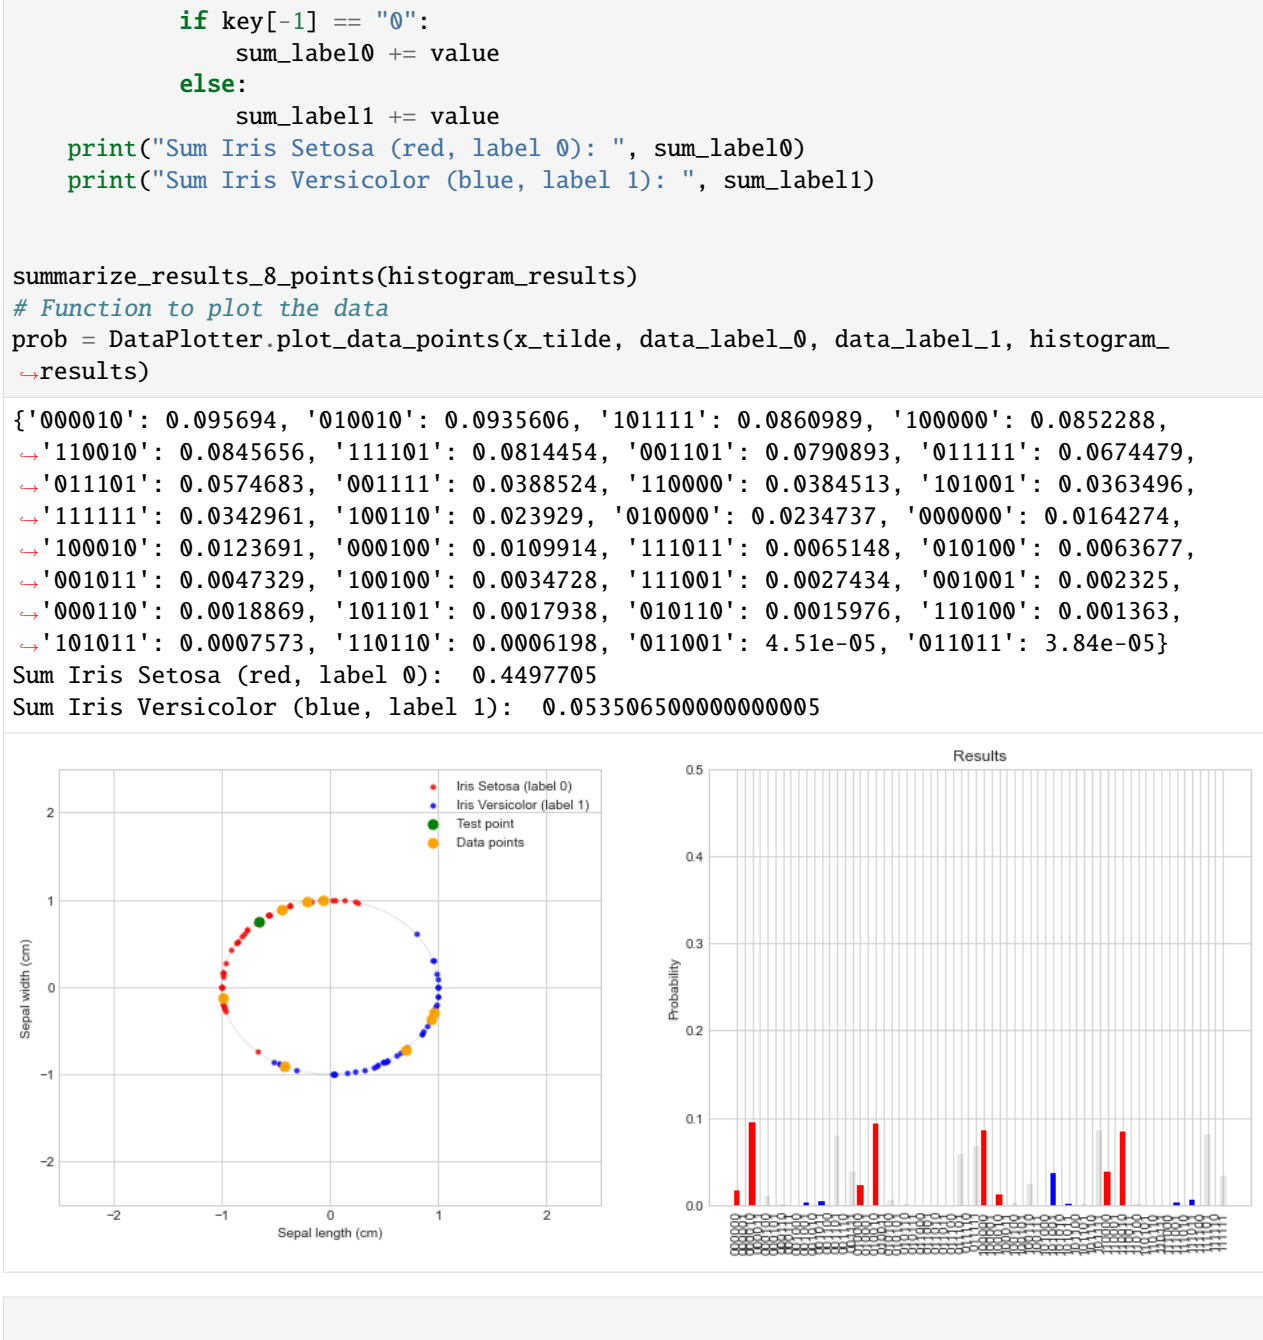 if key[-1] == "0":
sum_label0 += value
else:
sum_label1 += value
print("Sum Iris Setosa (red, label 0): ", sum_label0)
print("Sum Iris Versicolor (blue, label 1): ", sum_label1)
summarize_results_8_points(histogram_results)
# Function to plot the data
prob = DataPlotter.plot_data_points(x_tilde, data_label_0, data_label_1, histogram_
↪results)
{'000010': 0.095694, '010010': 0.0935606, '101111': 0.0860989, '100000': 0.0852288,
↪'110010': 0.0845656, '111101': 0.0814454, '001101': 0.0790893, '011111': 0.0674479,
↪'011101': 0.0574683, '001111': 0.0388524, '110000': 0.0384513, '101001': 0.0363496,
↪'111111': 0.0342961, '100110': 0.023929, '010000': 0.0234737, '000000': 0.0164274,
↪'100010': 0.0123691, '000100': 0.0109914, '111011': 0.0065148, '010100': 0.0063677,
↪'001011': 0.0047329, '100100': 0.0034728, '111001': 0.0027434, '001001': 0.002325,
↪'000110': 0.0018869, '101101': 0.0017938, '010110': 0.0015976, '110100': 0.001363,
↪'101011': 0.0007573, '110110': 0.0006198, '011001': 4.51e-05, '011011': 3.84e-05}
Sum Iris Setosa (red, label 0):  0.4497705
Sum Iris Versicolor (blue, label 1):  0.053506500000000005
Iris Setosa (label 0)
Iris Versicolor (label 1)
Test point
Data points
2
1
0
−1
−2
Sepal width (cm)
−2
−1
0
1
2
Sepal length (cm)
Results
0.5
0.4
0.3
0.2
0.1
0.0
Probability